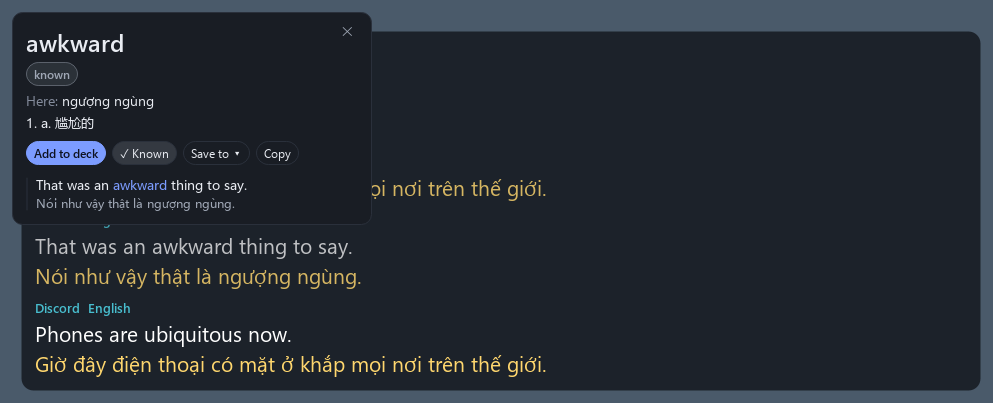 awkward
known
Here: ngượng ngùng
1. a. 尴尬的
Add to deck
✓ Known
Save to ▾
Copy
That was an awkward thing to say.
Nói như vậy thật là ngượng ngùng.
mọi nơi trên thế giới.
That was an awkward thing to say.
Nói như vậy thật là ngượng ngùng.
Discord English
Phones are ubiquitous now.
Giờ đây điện thoại có mặt ở khắp mọi nơi trên thế giới.